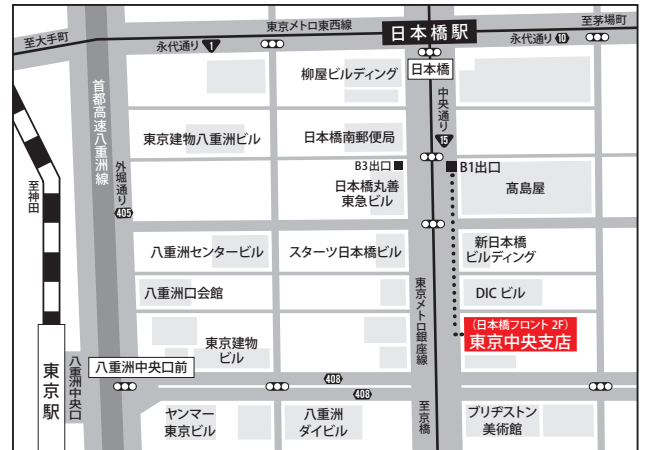 東京メトロ東西線
至茅場町
至大手町
永代通り
1
日本橋駅
永代通り
10
柳屋ビルディング
日本橋
首都高速八重洲線
中央通り
15
東京建物八重洲ビル
日本橋南郵便局
B3出口
B1出口
外堀通り
405
至神田
日本橋丸善
東急ビル
髙島屋
八重洲センタービル
スターツ日本橋ビル
新日本橋
ビルディング
八重洲口会館
東京メトロ銀座線
DIC ビル
(日本橋フロント 2F)
東京中央支店
東京建物
ビル
八重洲中央口前
東京駅
八重洲中央口
408
408
至京橋
ヤンマー
東京ビル
八重洲
ダイビル
ブリヂストン
美術館